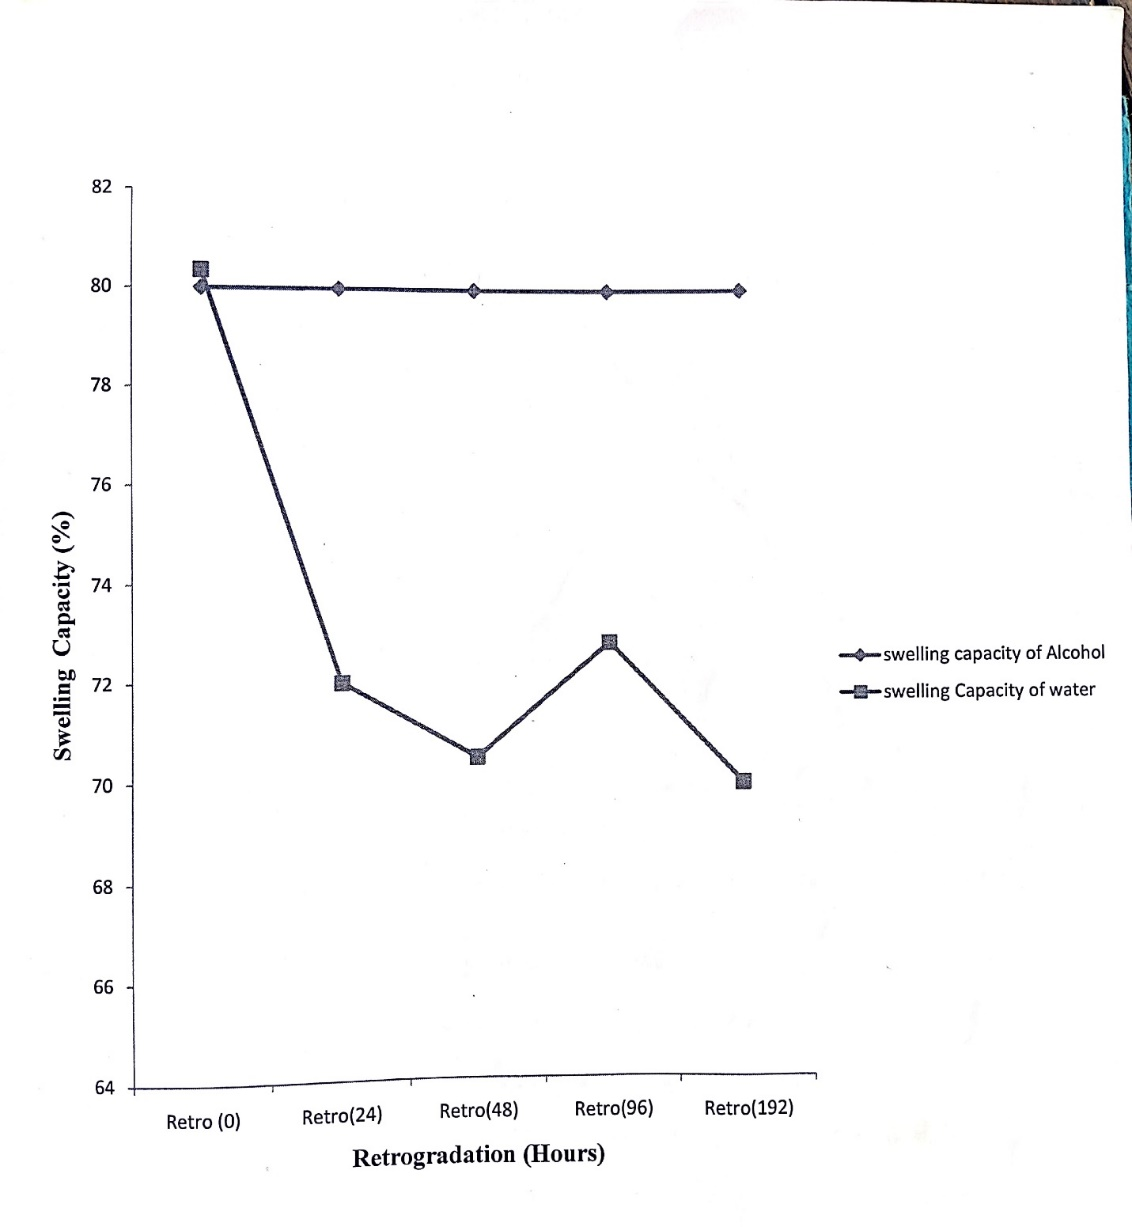 82
80
78
76
74
72
70
68
66
64
Swelling Capacity (%)
swelling capacity of Alcohol
swelling Capacity of water
Retro (0) Retro(24) Retro(48) Retro(96) Retro(192)
Retrogradation (Hours)